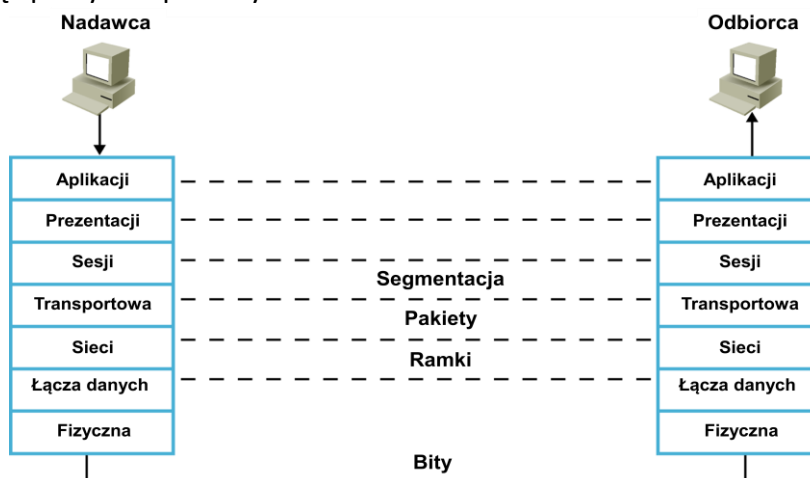 Nadawca
Odbiorca
Aplikacji
Aplikacji
Prezentacji
Prezentacji
Sesji
Sesji
Segmentacja
Transportowa
Transportowa
Pakiety
Sieci
Sieci
Ramki
Łącza danych
Łącza danych
Fizyczna
Fizyczna
Bity